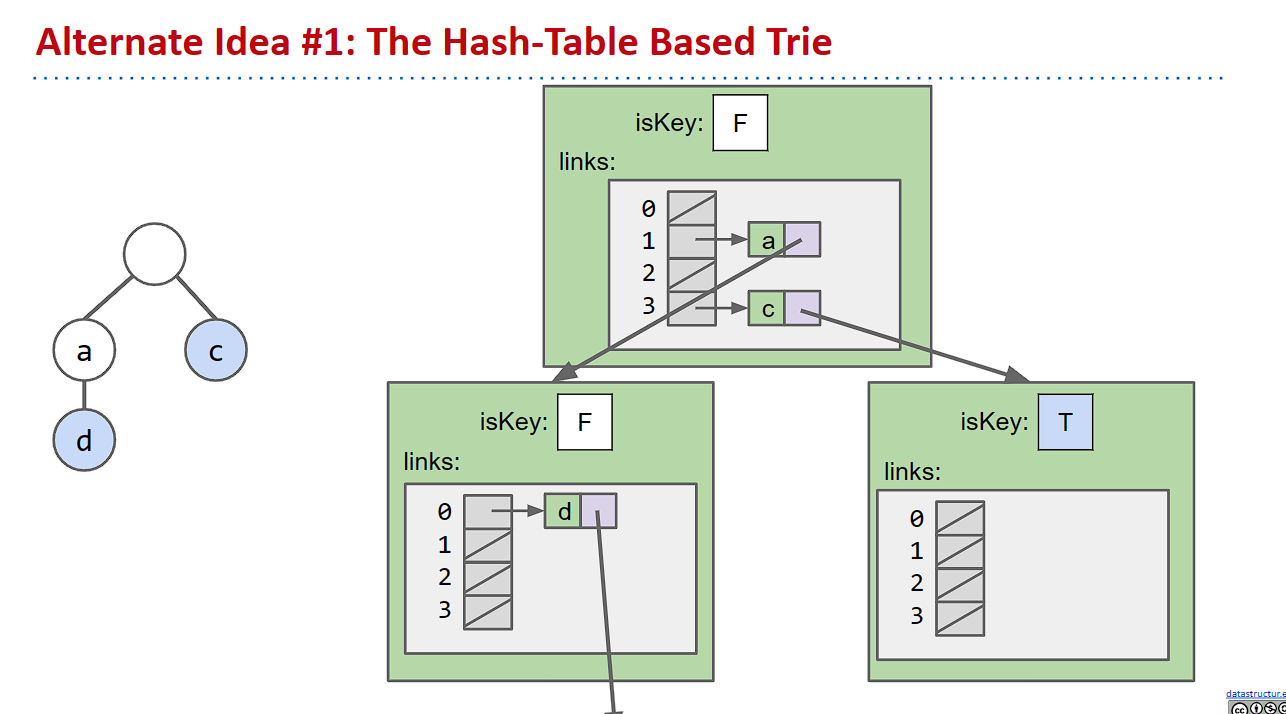 Alternate Idea #1: The Hash-Table Based Trie
isKey: F
links:
0
1 a
2
3 c
a c
d
isKey: F
links:
0 d
1
2
3
isKey: T
links:
0
1
2
3
datastructur.e
cc